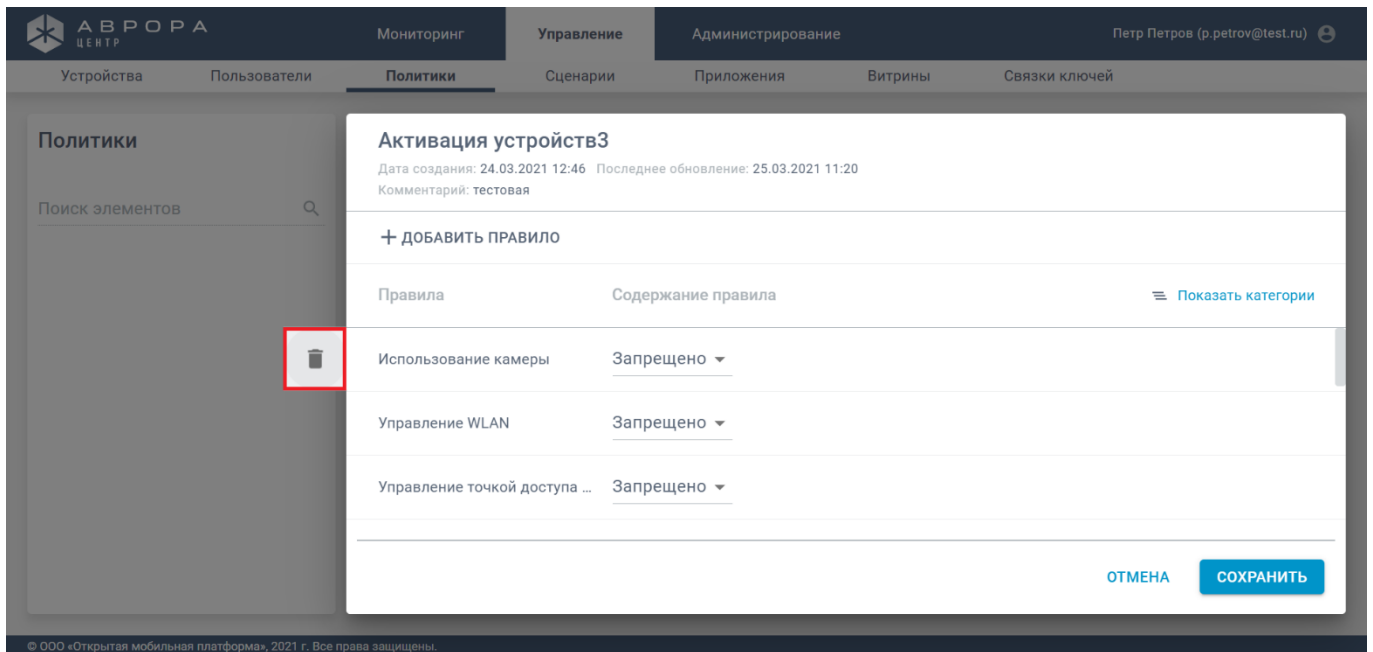 АВРОРА
ЦЕНТР
Мониторинг Управление Администрирование Петр Петров (p.petrov@test.ru)
Устройства Пользователи Политики Сценарии Приложения Витрины Связки ключей
Политики
Поиск элементов
Активация устройств3
Дата создания: 24.03.2021 12:46 Последнее обновление: 25.03.2021 11:20
Комментарий: тестовая
+ ДОБАВИТЬ ПРАВИЛО
Правила Содержание правила Показать категории
Использование камеры Запрещено
Управление WLAN Запрещено
Управление точкой доступа ... Запрещено
ОТМЕНА СОХРАНИТЬ
© ООО «Открытая мобильная платформа», 2021 г. Все права защищены.